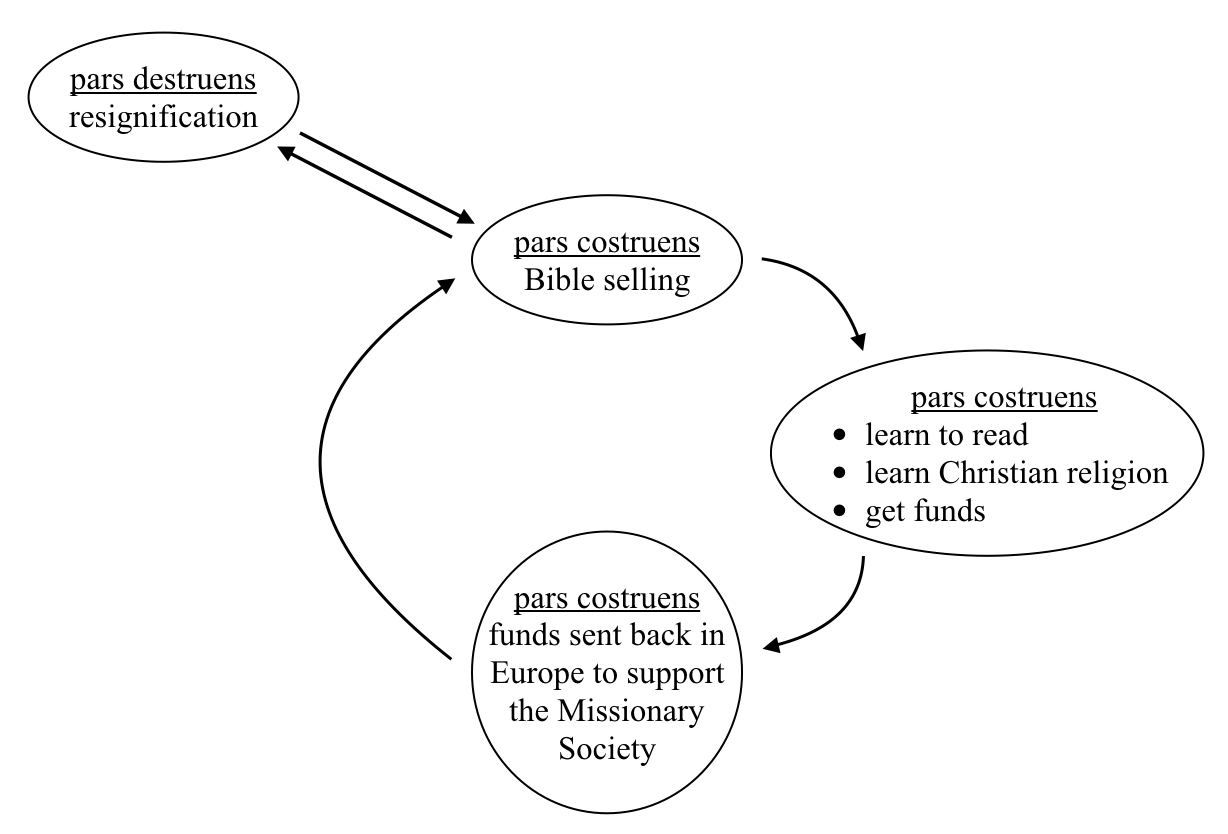 pars destruens
resignification
pars costruens
Bible selling
pars costruens
• learn to read
• learn Christian religion
• get funds
pars costruens
funds sent back in
Europe to support
the Missionary
Society